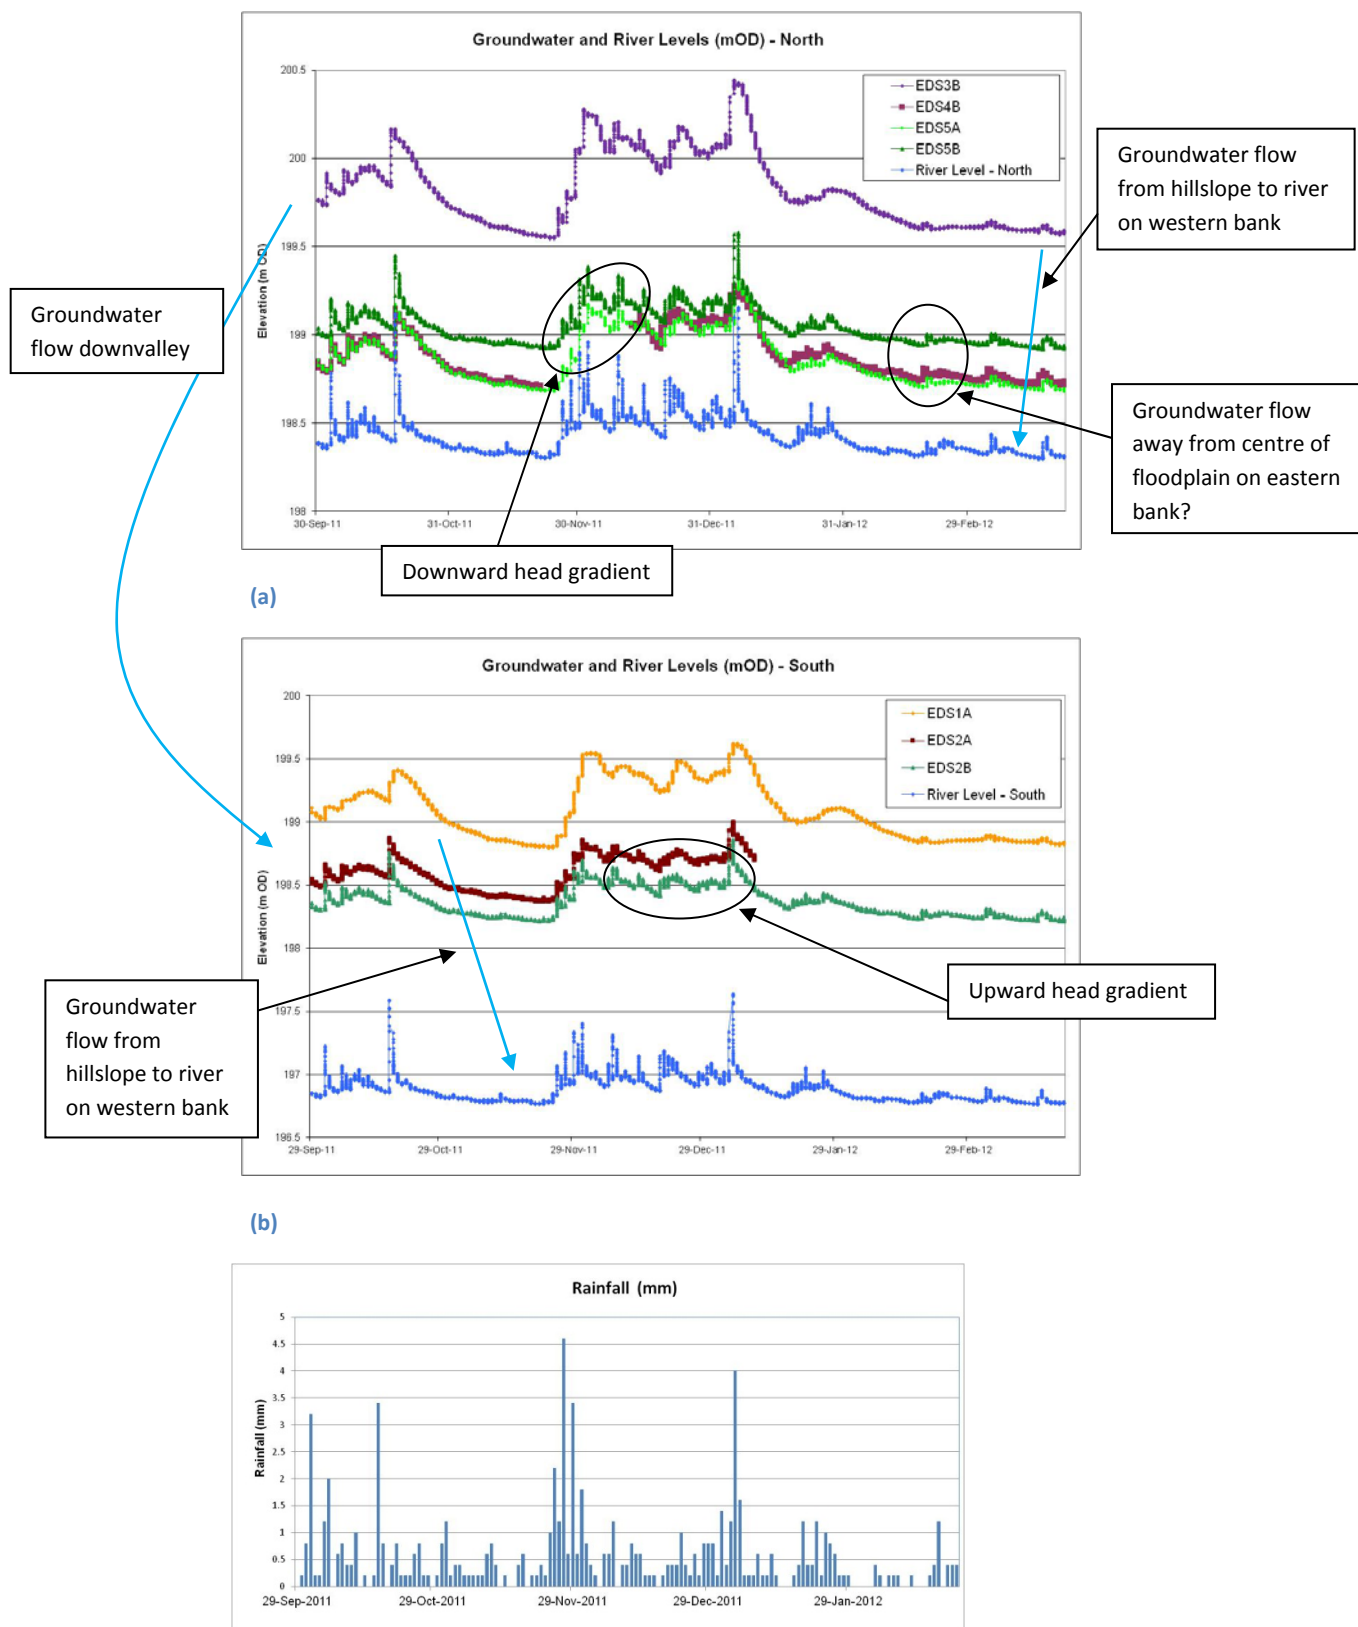 Groundwater and River Levels (mOD) - North
Elevation (m OD)
200.5
200
199.5
199
198.5
198
30-Sep-11
31-Oct-11
30-Nov-11
31-Dec-11
31-Jan-12
29-Feb-12
EDS3B
EDS4B
EDS5A
EDS5B
River Level - North
Groundwater flow
from hillslope to river
on western bank
Groundwater
flow downvalley
Groundwater flow
away from centre of
floodplain on eastern
bank?
Downward head gradient
(a)
Groundwater and River Levels (mOD) - South
Elevation (m OD)
200
199.5
199
198.5
198
197.5
197
196.5
29-Sep-11
29-Oct-11
29-Nov-11
29-Dec-11
29-Jan-12
29-Feb-12
EDS1A
EDS2A
EDS2B
River Level - South
Upward head gradient
Groundwater
flow from
hillslope to river
on western bank
(b)
Rainfall (mm)
Rainfall (mm)
5
4.5
4
3.5
3
2.5
2
1.5
1
0.5
0
29-Sep-2011
29-Oct-2011
29-Nov-2011
29-Dec-2011
29-Jan-2012